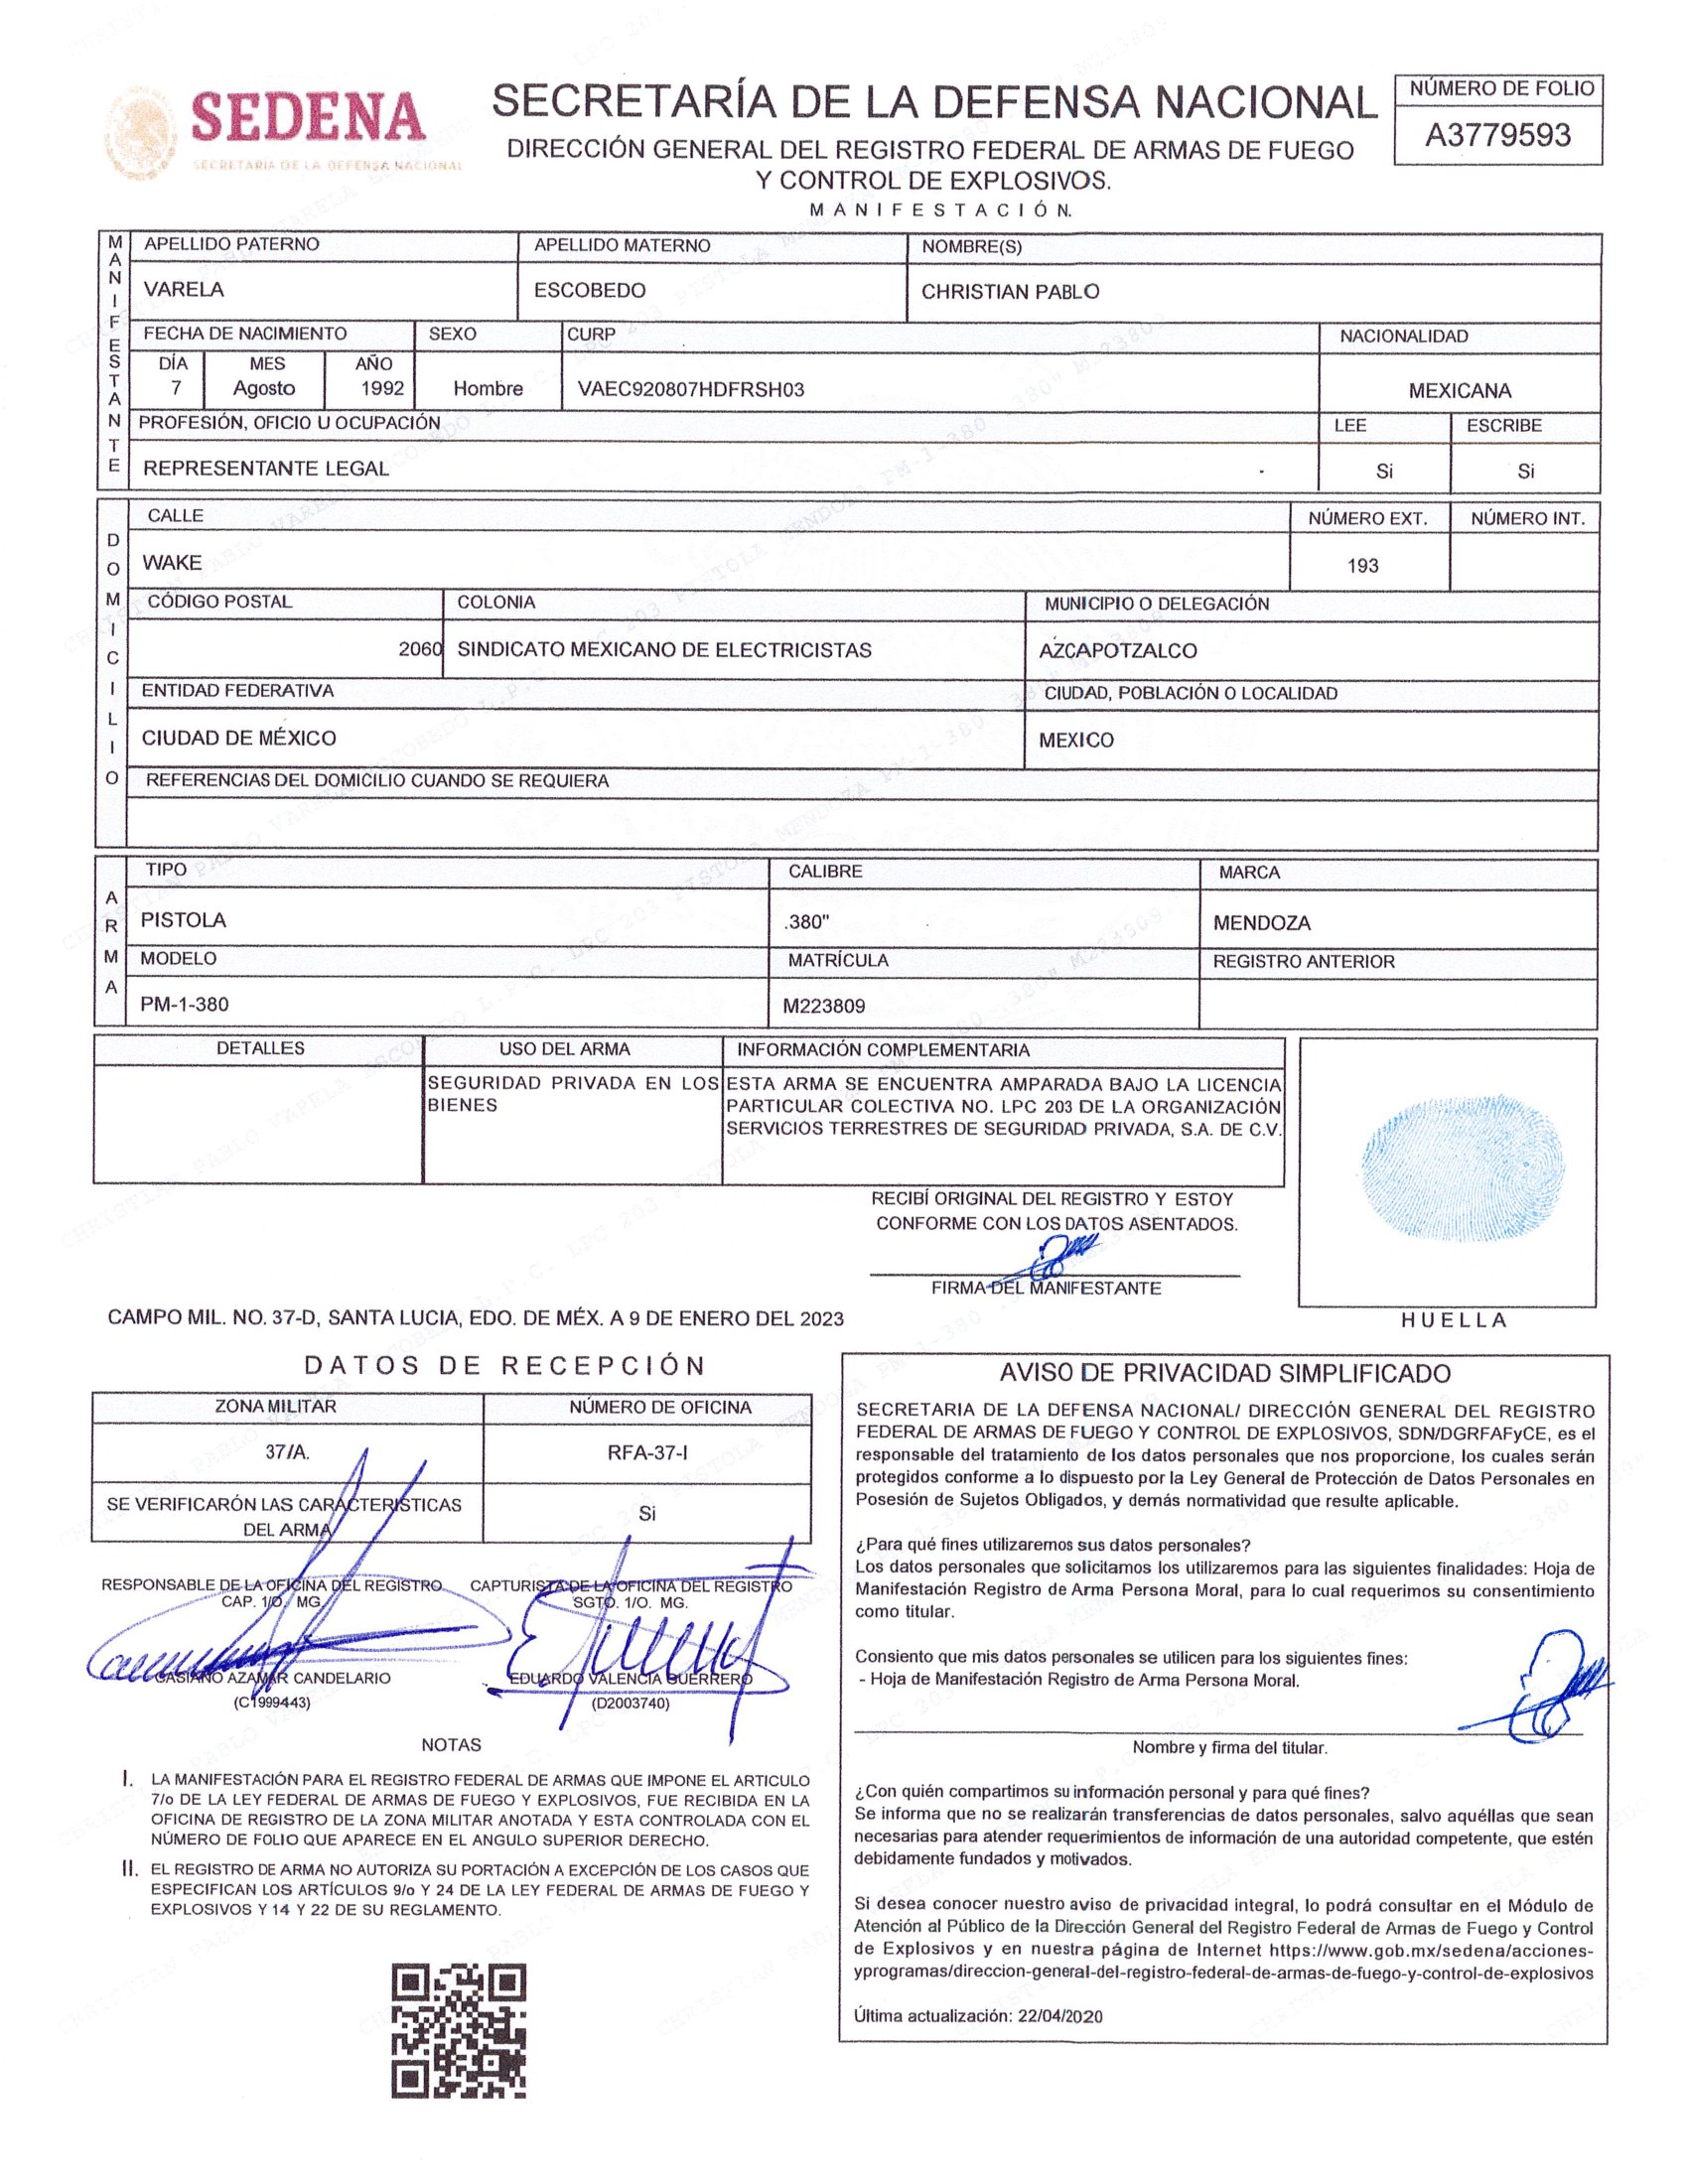 SEDENA
SECRETARÍA DE LA DEFENSA NACIONAL
SECRETARÍA DE LA DEFENSA NACIONAL
DIRECCIÓN GENERAL DEL REGISTRO FEDERAL DE ARMAS DE FUEGO
Y CONTROL DE EXPLOSIVOS.
MANIFESTACIÓN.
NÚMERO DE FOLIO
A3779593
MANIFESTANTE
APELLIDO PATERNO APELLIDO MATERNO NOMBRE(S)
VARELA ESCOBEDO CHRISTIAN PABLO
FECHA DE NACIMIENTO SEXO CURP NACIONALIDAD
DÍA MES AÑO
7 Agosto 1992 Hombre VAEC920807HDFRSH03 MEXICANA
PROFESIÓN, OFICIO U OCUPACIÓN LEE ESCRIBE
REPRESENTANTE LEGAL Si Si
DOMICILIO
CALLE NÚMERO EXT. NÚMERO INT.
WAKE 193
CÓDIGO POSTAL COLONIA MUNICIPIO O DELEGACIÓN
2060 SINDICATO MEXICANO DE ELECTRICISTAS AZCAPOTZALCO
ENTIDAD FEDERATIVA CIUDAD, POBLACIÓN O LOCALIDAD
CIUDAD DE MÉXICO MEXICO
REFERENCIAS DEL DOMICILIO CUANDO SE REQUIERA
ARMA
TIPO CALIBRE MARCA
PISTOLA .380" MENDOZA
MODELO MATRÍCULA REGISTRO ANTERIOR
PM-1-380 M223809
DETALLES USO DEL ARMA INFORMACIÓN COMPLEMENTARIA
SEGURIDAD PRIVADA EN LOS
BIENES
ESTA ARMA SE ENCUENTRA AMPARADA BAJO LA LICENCIA
PARTICULAR COLECTIVA NO. LPC 203 DE LA ORGANIZACIÓN
SERVICIOS TERRESTRES DE SEGURIDAD PRIVADA, S.A. DE C.V.
RECIBÍ ORIGINAL DEL REGISTRO Y ESTOY
CONFORME CON LOS DATOS ASENTADOS.
FIRMA DEL MANIFESTANTE
HUELLA
CAMPO MIL. NO. 37-D, SANTA LUCIA, EDO. DE MÉX. A 9 DE ENERO DEL 2023
DATOS DE RECEPCIÓN
ZONA MILITAR NÚMERO DE OFICINA
37/A. RFA-37-I
SE VERIFICARÓN LAS CARACTERISTICAS
DEL ARMA
Si
RESPONSABLE DE LA OFICINA DEL REGISTRO
CAP. 1/O. MG.
CASIANO AZAMAR CANDELARIO
(C1999443)
CAPTURISTA DE LA OFICINA DEL REGISTRO
SGTO. 1/O. MG.
EDUARDO VALENCIA GUERRERO
(D2003740)
NOTAS
I. LA MANIFESTACIÓN PARA EL REGISTRO FEDERAL DE ARMAS QUE IMPONE EL ARTICULO
7/o DE LA LEY FEDERAL DE ARMAS DE FUEGO Y EXPLOSIVOS, FUE RECIBIDA EN LA
OFICINA DE REGISTRO DE LA ZONA MILITAR ANOTADA Y ESTA CONTROLADA CON EL
NÚMERO DE FOLIO QUE APARECE EN EL ANGULO SUPERIOR DERECHO.
II. EL REGISTRO DE ARMA NO AUTORIZA SU PORTACIÓN A EXCEPCIÓN DE LOS CASOS QUE
ESPECIFICAN LOS ARTÍCULOS 9/o Y 24 DE LA LEY FEDERAL DE ARMAS DE FUEGO Y
EXPLOSIVOS Y 14 Y 22 DE SU REGLAMENTO.
AVISO DE PRIVACIDAD SIMPLIFICADO
SECRETARIA DE LA DEFENSA NACIONAL/ DIRECCIÓN GENERAL DEL REGISTRO
FEDERAL DE ARMAS DE FUEGO Y CONTROL DE EXPLOSIVOS, SDN/DGRFAFyCE, es el
responsable del tratamiento de los datos personales que nos proporcione, los cuales serán
protegidos conforme a lo dispuesto por la Ley General de Protección de Datos Personales en
Posesión de Sujetos Obligados, y demás normatividad que resulte aplicable.
¿Para qué fines utilizaremos sus datos personales?
Los datos personales que solicitamos los utilizaremos para las siguientes finalidades: Hoja de
Manifestación Registro de Arma Persona Moral, para lo cual requerimos su consentimiento
como titular.
Consiento que mis datos personales se utilicen para los siguientes fines:
- Hoja de Manifestación Registro de Arma Persona Moral.
Nombre y firma del titular.
¿Con quién compartimos su información personal y para qué fines?
Se informa que no se realizarán transferencias de datos personales, salvo aquéllas que sean
necesarias para atender requerimientos de información de una autoridad competente, que estén
debidamente fundados y motivados.
Si desea conocer nuestro aviso de privacidad integral, lo podrá consultar en el Módulo de
Atención al Público de la Dirección General del Registro Federal de Armas de Fuego y Control
de Explosivos y en nuestra página de Internet https://www.gob.mx/sedena/acciones-
yprogramas/direccion-general-del-registro-federal-de-armas-de-fuego-y-control-de-explosivos
Última actualización: 22/04/2020